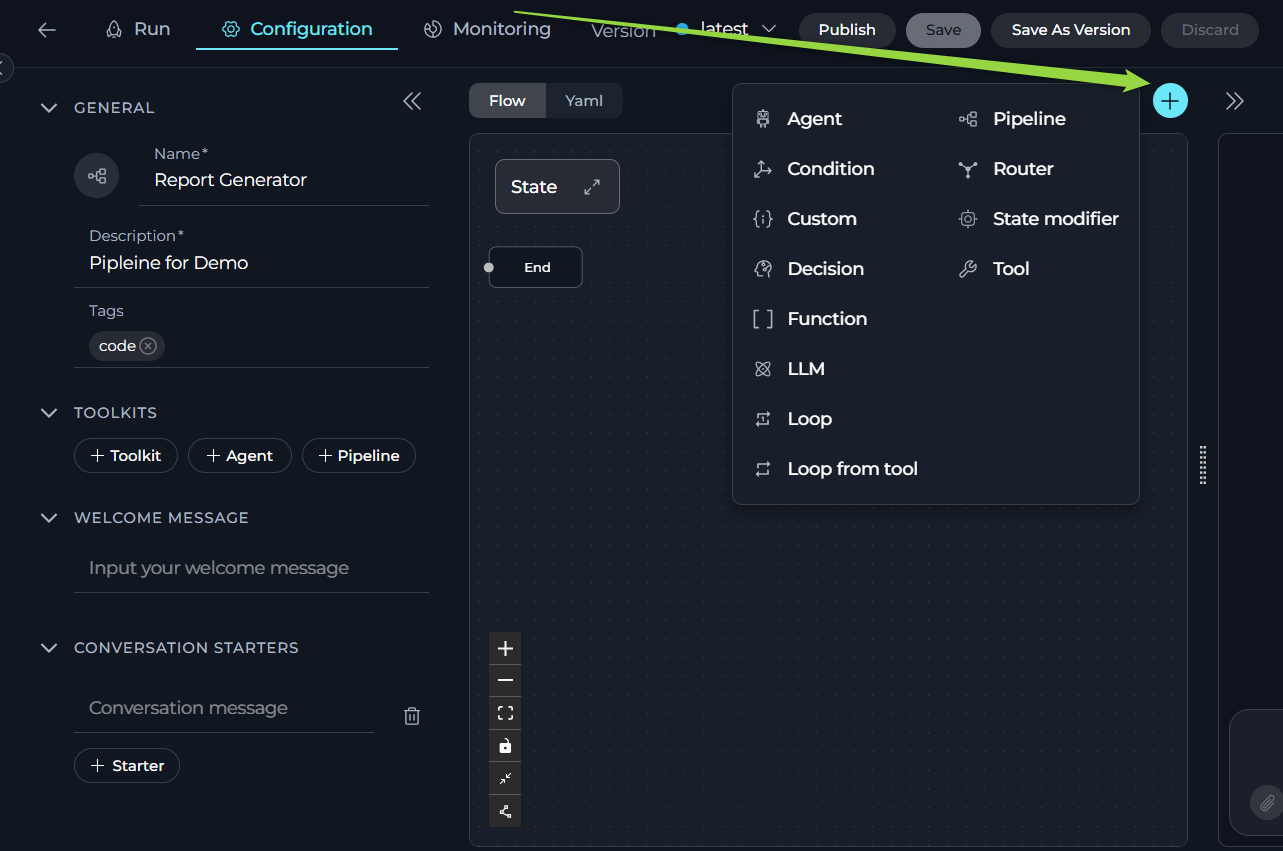 Run
Configuration
Monitoring
Version
latest
Publish
Save
Save As Version
Discard
GENERAL
Name*
Report Generator
Description*
Pipleine for Demo
Tags
code
TOOLKITS
Toolkit
Agent
Pipeline
WELCOME MESSAGE
Input your welcome message
CONVERSATION STARTERS
Conversation message
Starter
Flow
Yaml
State
End
Agent
Condition
Custom
Decision
Function
LLM
Loop
Loop from tool
Pipeline
Router
State modifier
Tool